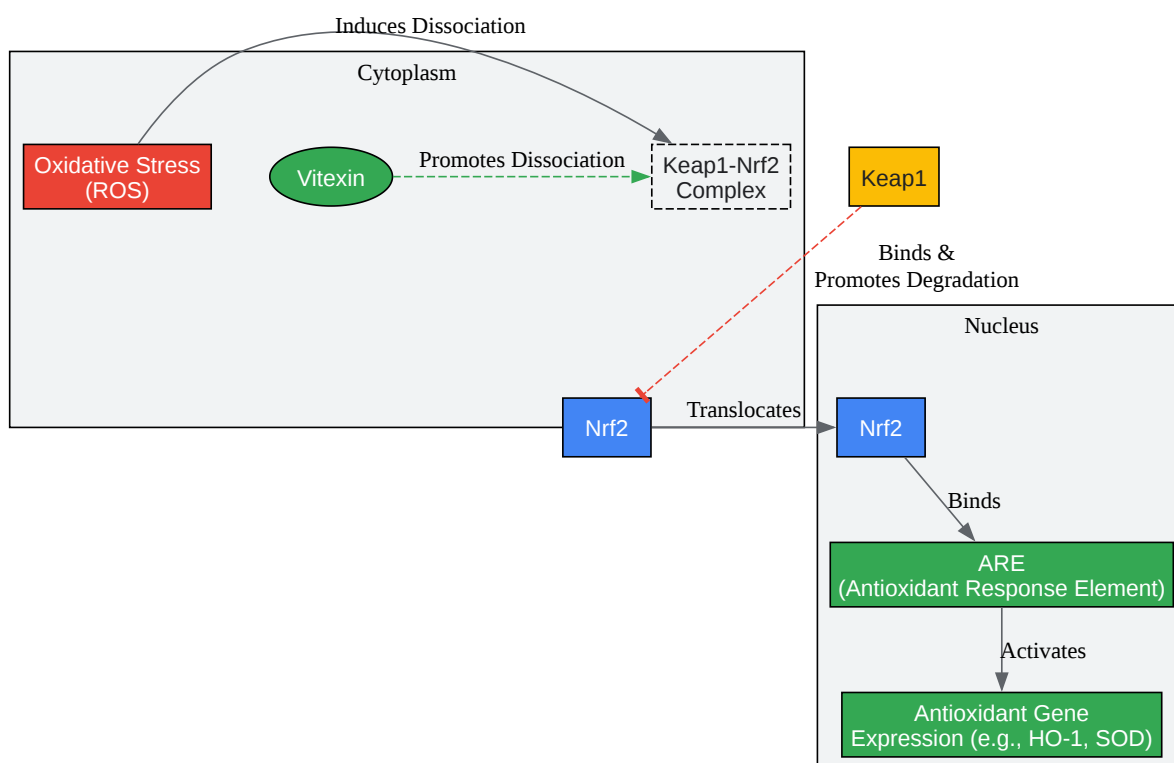 Induces Dissociation
Cytoplasm
Oxidative Stress
(ROS)
Vitexin
Promotes Dissociation
Keap1-Nrf2
Complex
Keap1
Binds &
Promotes Degradation
Nucleus
Nrf2
Translocates
Nrf2
Binds
ARE
(Antioxidant Response Element)
Activates
Antioxidant Gene
Expression (e.g., HO-1, SOD)